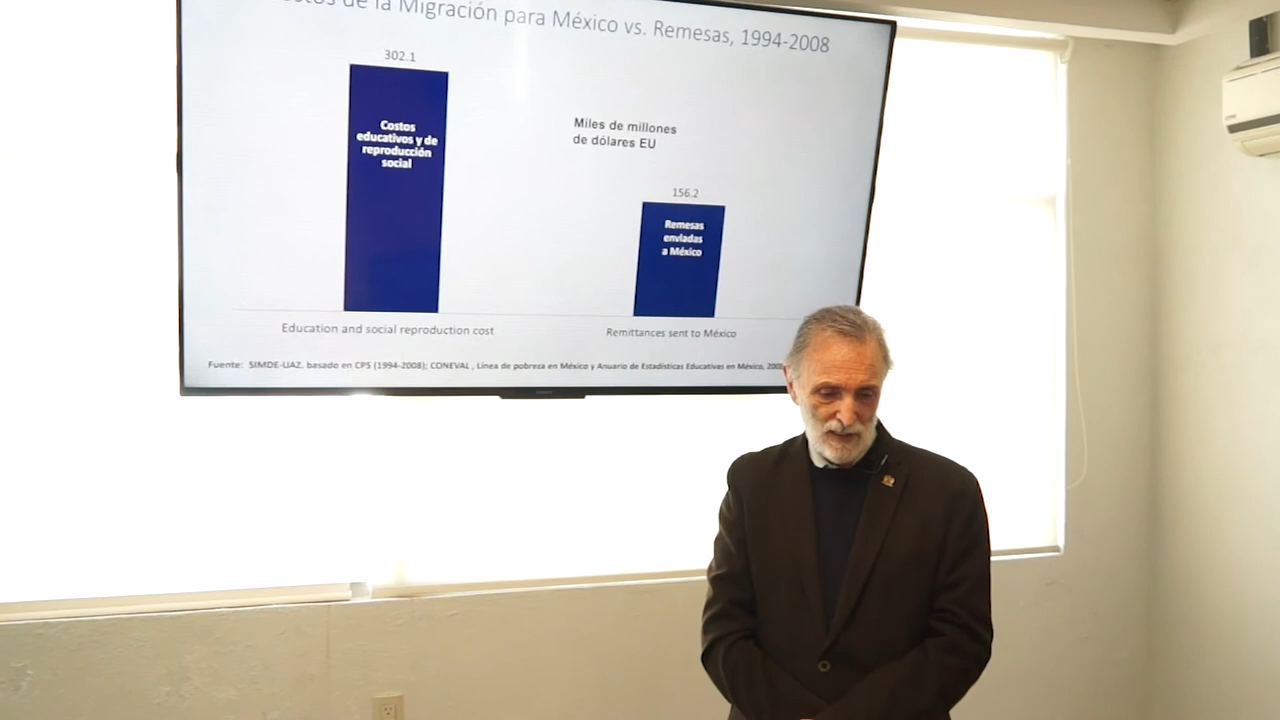 de la Migración para México vs. Remesas, 1994-2008
302.1
Costos
educativos y de
reproducción
social
Miles de millones
de dólares EU
156.2
Remesas
enviadas
a México
Education and social reproduction cost
Remittances sent to México
Fuente: SIMDE-UAZ, basado en CPS (1994-2008); CONEVAL , Línea de pobreza en México y Anuario de Estadísticas Educativas en México,